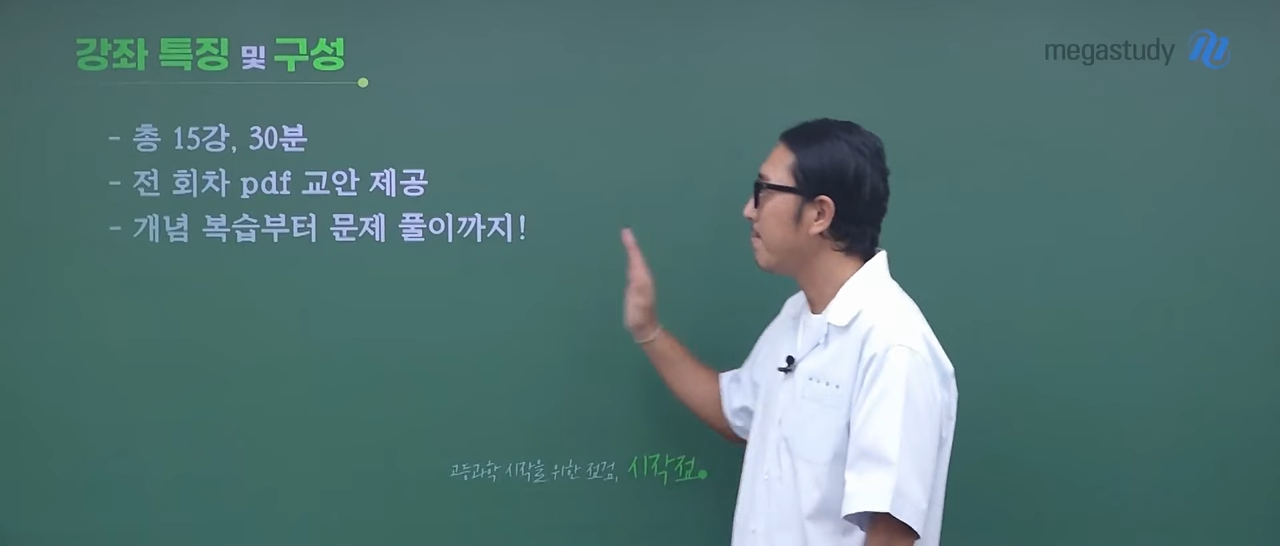 강좌 특징 및 구성
megastudy
- 총 15강, 30분
- 전 회차 pdf 교안 제공
- 개념 복습부터 문제 풀이까지!
고등과학 시작을 위한 점검, 시작점.